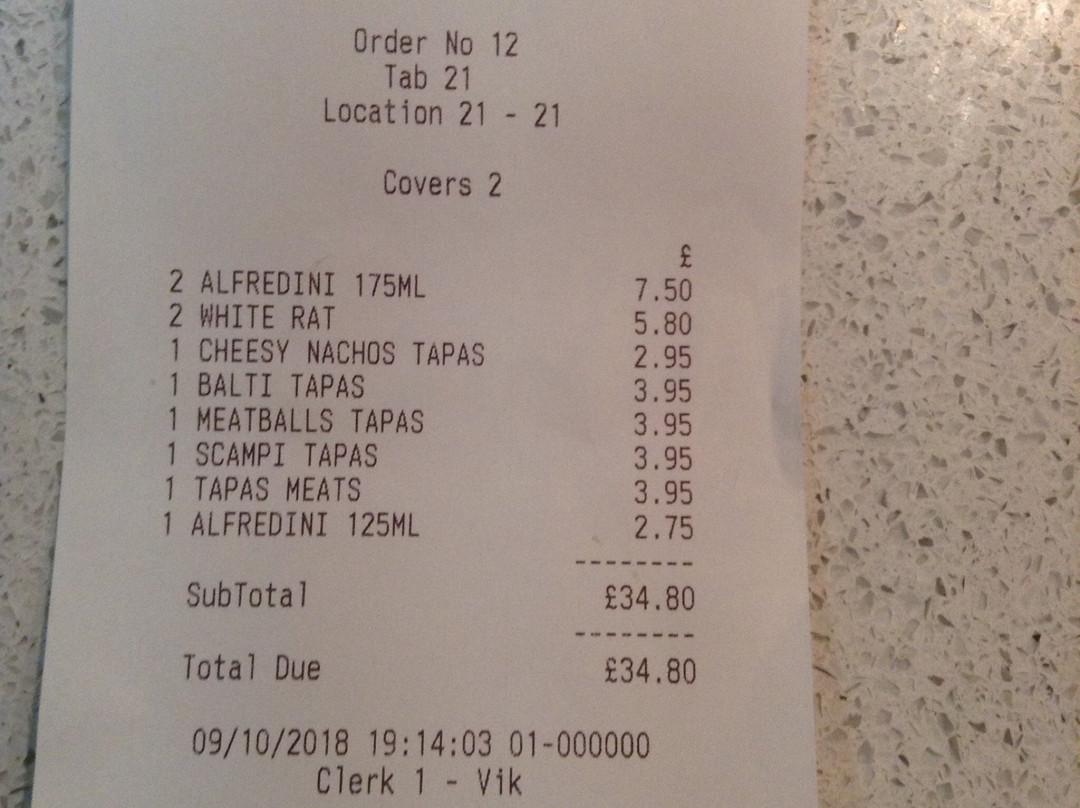 Order No 12
Tab 21
Location 21 - 21
Covers 2
£
2 ALFREDINI 175ML 7.50
2 WHITE RAT 5.80
1 CHEESY NACHOS TAPAS 2.95
1 BALTI TAPAS 3.95
1 MEATBALLS TAPAS 3.95
1 SCAMPI TAPAS 3.95
1 TAPAS MEATS 3.95
1 ALFREDINI 125ML 2.75
--------
SubTotal £34.80
--------
Total Due £34.80
09/10/2018 19:14:03 01-000000
Clerk 1 - Vik